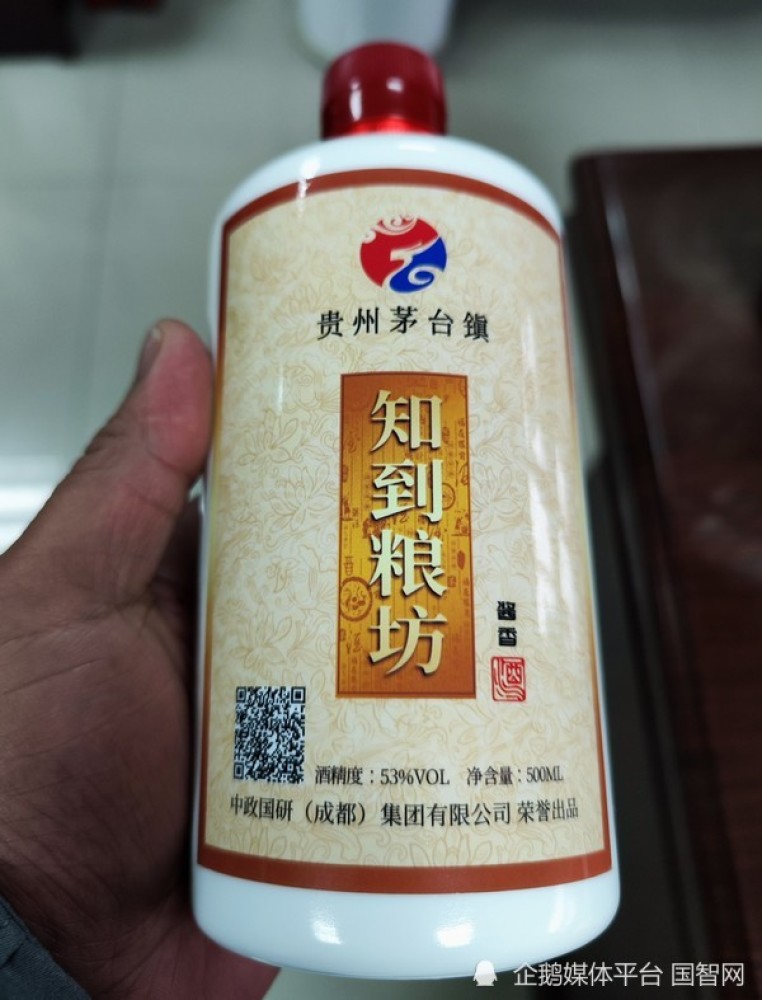 贵州茅台鎮
知到粮坊
酱香
酒
酒精度：53%VOL 净含量：500ML
中政国研（成都）集团有限公司 荣誉出品
企鹅媒体平台 国智网